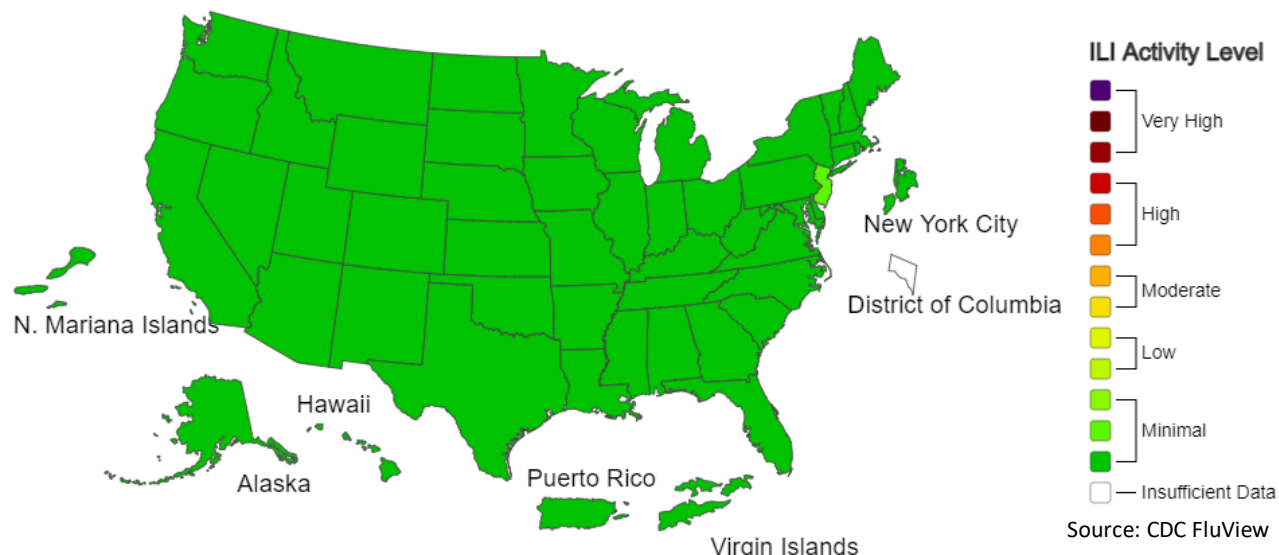 ILI Activity Level
Very High
High
New York City
Moderate
District of Columbia
N. Mariana Islands
Low
Hawaii
Minimal
Puerto Rico
Alaska
Insufficient Data
Source: CDC FluView
Virgin Islands